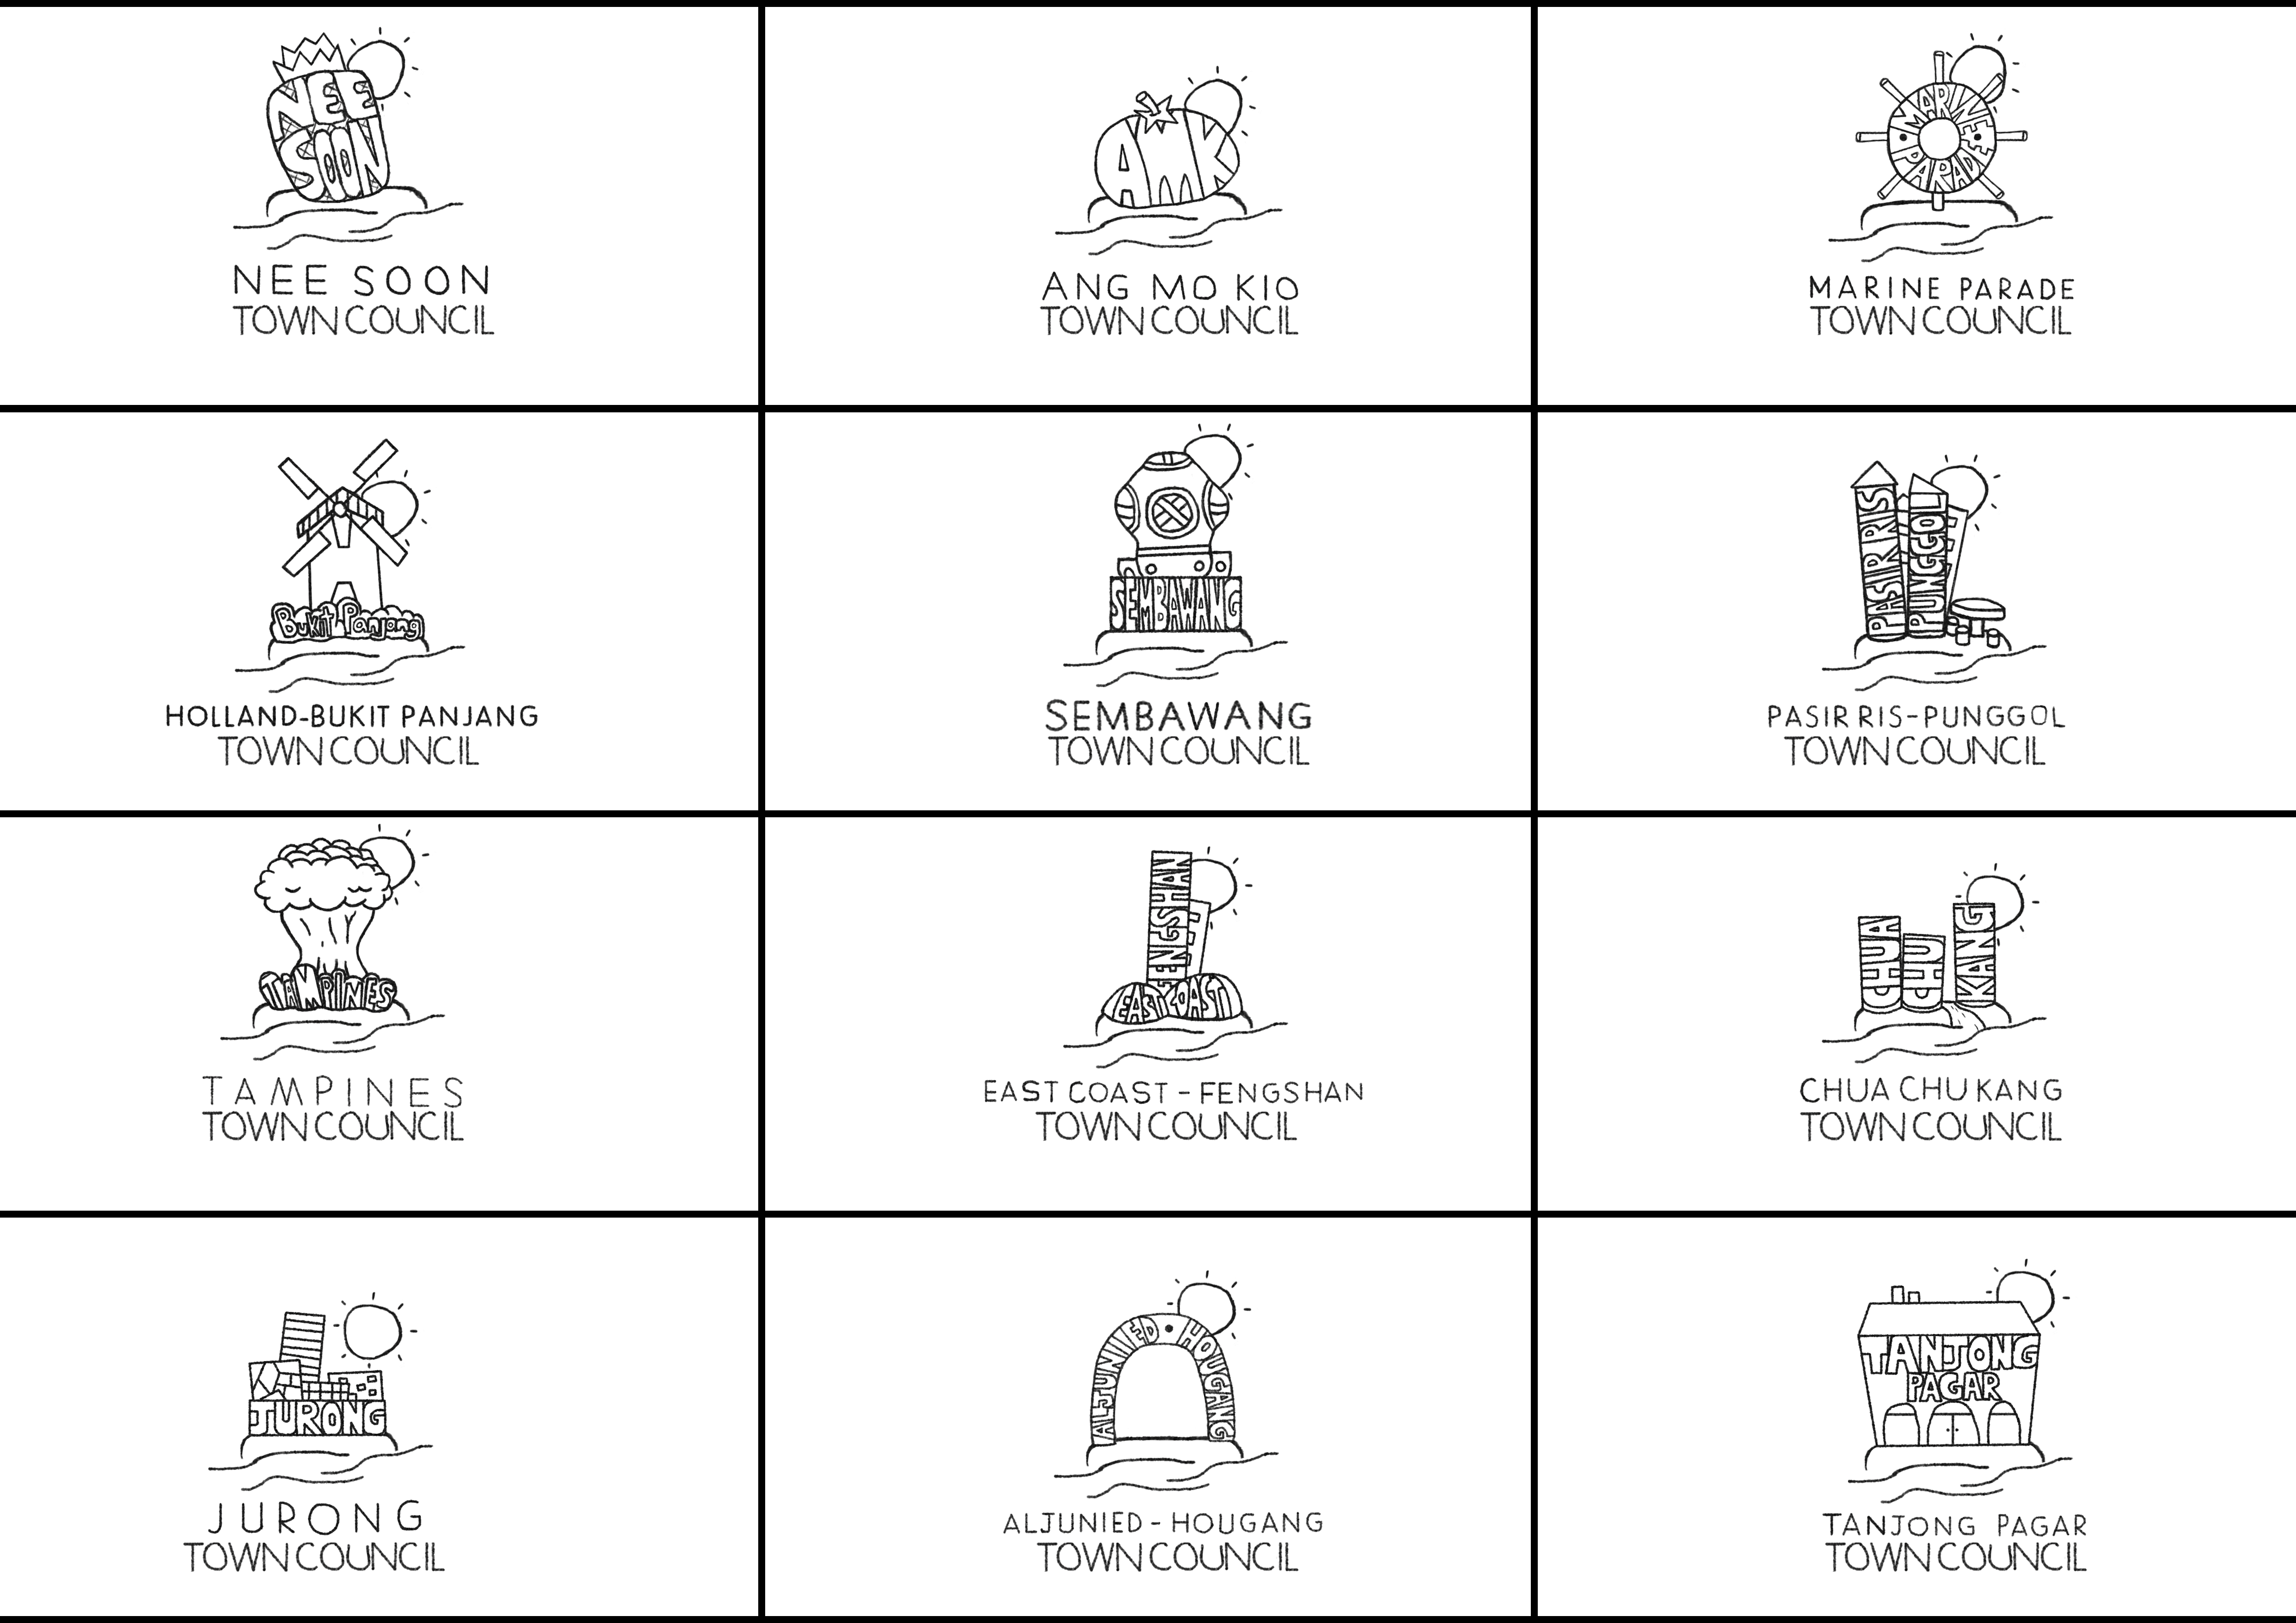 NEE
SOON
NEE SOON
TOWN COUNCIL
AMK
ANG MO KIO
TOWN COUNCIL
MARINE
PARADE
MARINE PARADE
TOWN COUNCIL
Bukit Panjang
HOLLAND-BUKIT PANJANG
TOWN COUNCIL
SEMBAWANG
SEMBAWANG
TOWN COUNCIL
PASIR RIS
PUNGGOL
PASIR RIS-PUNGGOL
TOWN COUNCIL
TAMPINES
TAMPINES
TOWN COUNCIL
FENGSHAN
EAST COAST
EAST COAST - FENGSHAN
TOWN COUNCIL
CHUA
CHU
KANG
CHUA CHU KANG
TOWN COUNCIL
JURONG
JURONG
TOWN COUNCIL
ALJUNIED • HOUGANG
ALJUNIED - HOUGANG
TOWN COUNCIL
TANJONG
PAGAR
TANJONG PAGAR
TOWN COUNCIL